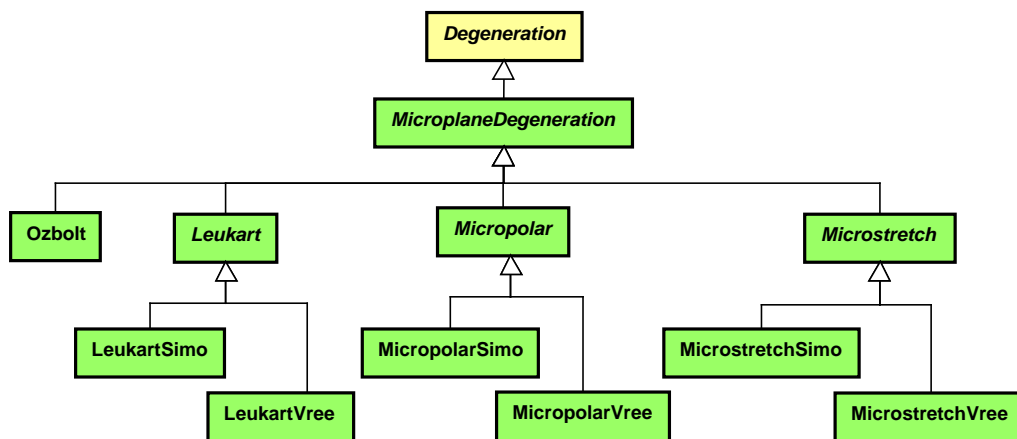 Degeneration
MicroplaneDegeneration
Ozbolt
Leukart
Micropolar
Microstretch
LeukartSimo
MicropolarSimo
MicrostretchSimo
LeukartVree
MicropolarVree
MicrostretchVree